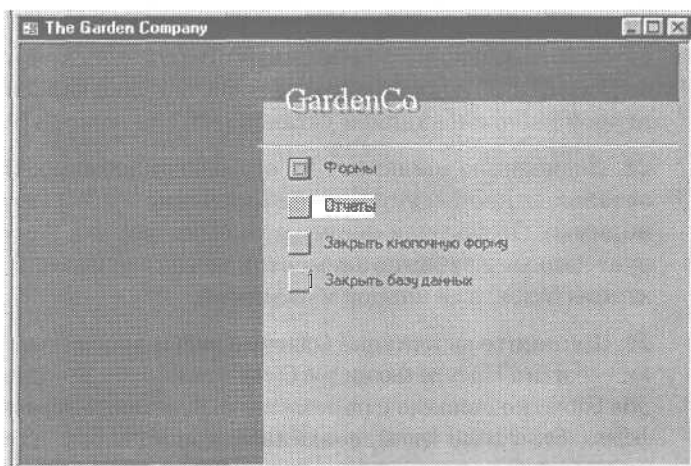 The Garden Company
GardenCo
Формы
Отчеты
Закрыть кнопочную форму
Закрыть базу данных